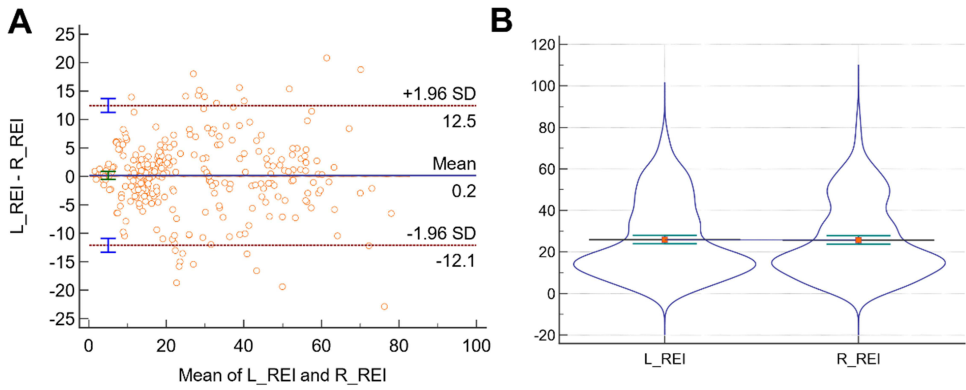 A
L_REI - R_REI
25
20
15
10
5
0
-5
-10
-15
-20
-25
+1.96 SD
12.5
Mean
0.2
-1.96 SD
-12.1
0 20 40 60 80 100
Mean of L_REI and R_REI
B
120
100
80
60
40
20
0
-20
L_REI R_REI